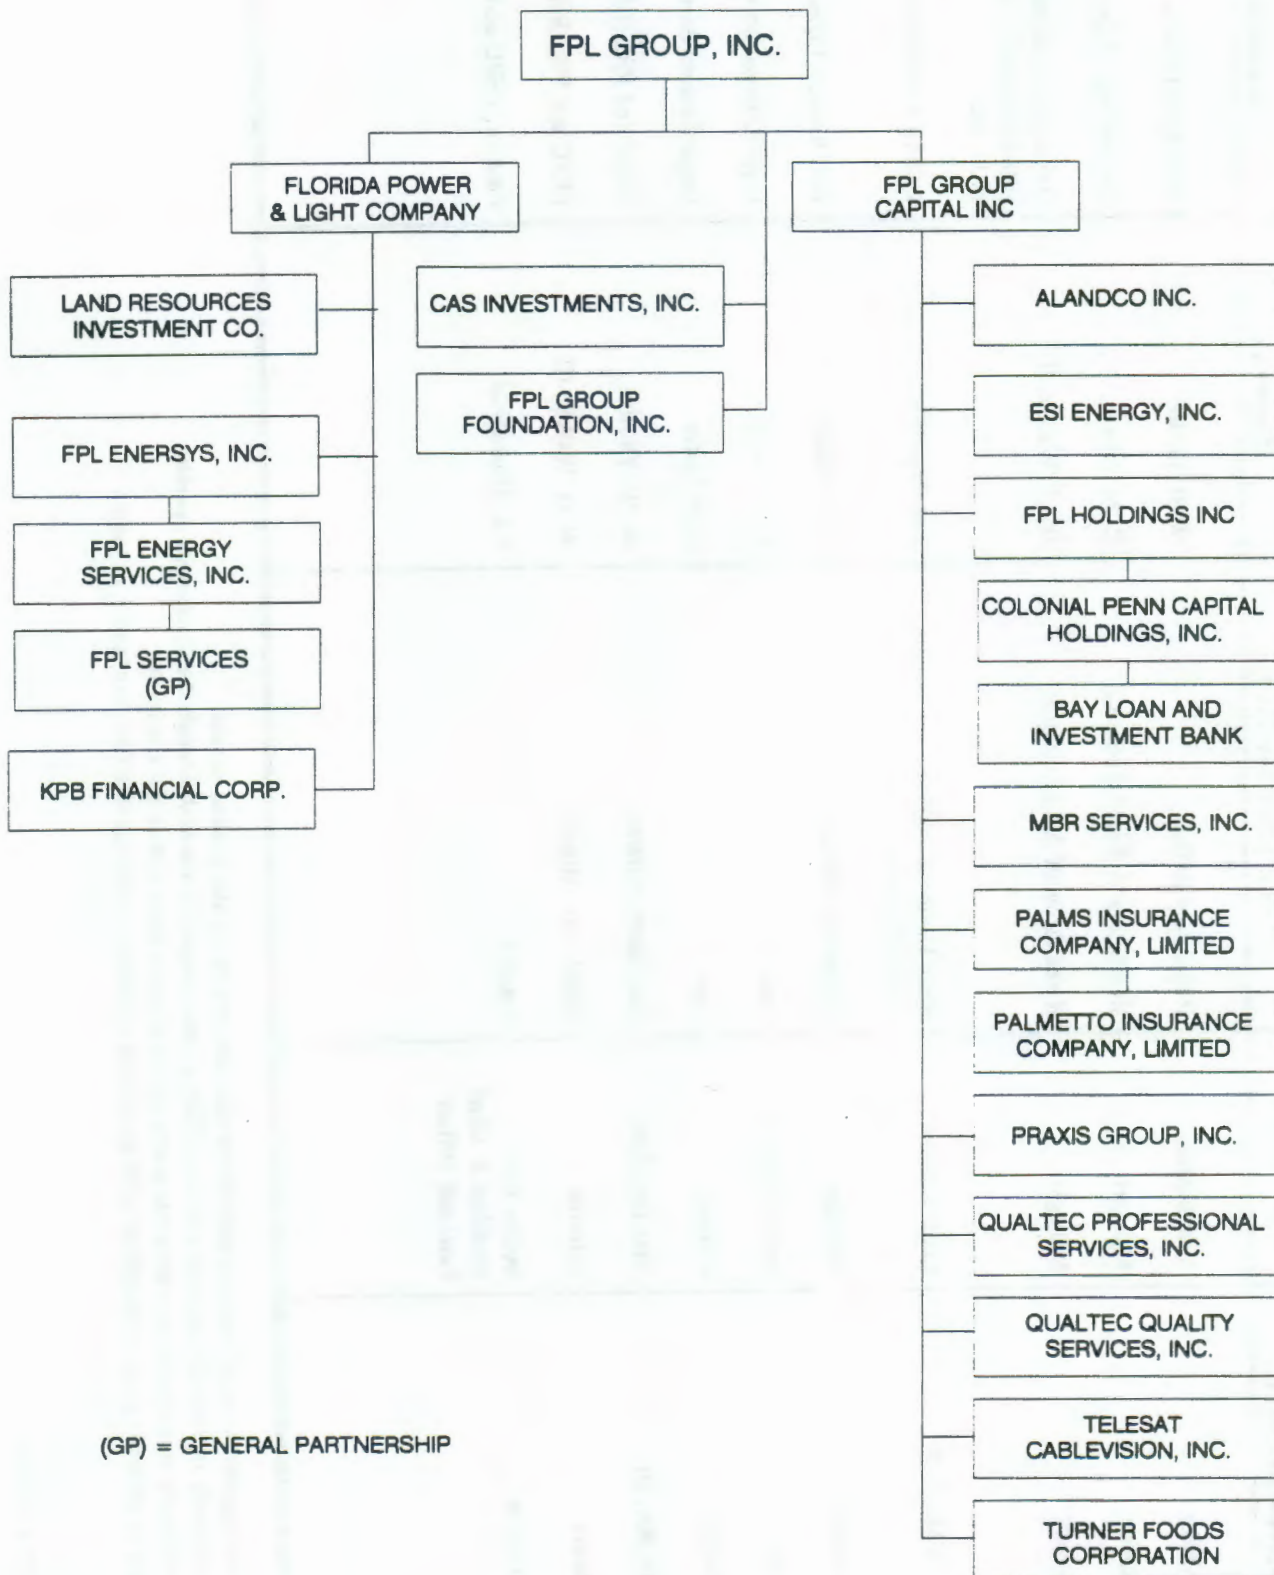 FPL GROUP, INC.
FLORIDA POWER
& LIGHT COMPANY
FPL GROUP
CAPITAL INC
LAND RESOURCES
INVESTMENT CO.
FPL ENERSYS, INC.
FPL ENERGY
SERVICES, INC.
FPL SERVICES
(GP)
KPB FINANCIAL CORP.
CAS INVESTMENTS, INC.
FPL GROUP
FOUNDATION, INC.
ALANDCO INC.
ESI ENERGY, INC.
FPL HOLDINGS INC
COLONIAL PENN CAPITAL
HOLDINGS, INC.
BAY LOAN AND
INVESTMENT BANK
MBR SERVICES, INC.
PALMS INSURANCE
COMPANY, LIMITED
PALMETTO INSURANCE
COMPANY, LIMITED
PRAXIS GROUP, INC.
QUALTEC PROFESSIONAL
SERVICES, INC.
QUALTEC QUALITY
SERVICES, INC.
TELESAT
CABLEVISION, INC.
TURNER FOODS
CORPORATION
(GP) = GENERAL PARTNERSHIP